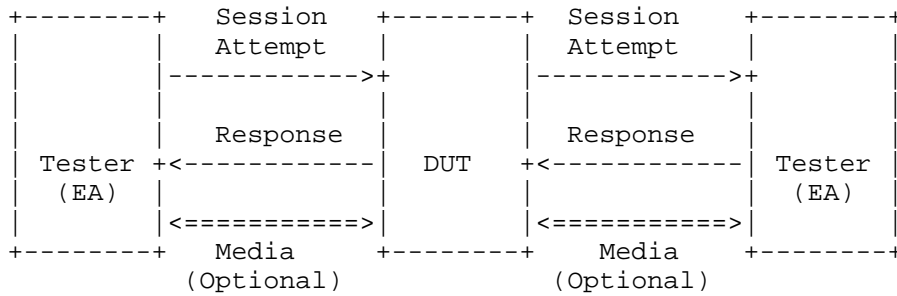 +--------+   Session   +--------+   Session   +--------+
|        |   Attempt   |        |   Attempt   |        |
|        |------------>+        |------------>+        |
|        |             |        |             |        |
|        |   Response  |        |   Response  |        |
| Tester +<------------|  DUT   +<------------| Tester |
|  (EA)  |             |        |             |  (EA)  |
|        |<===========>|        |<===========>|        |
+--------+    Media    +--------+    Media    +--------+
(Optional)             (Optional)